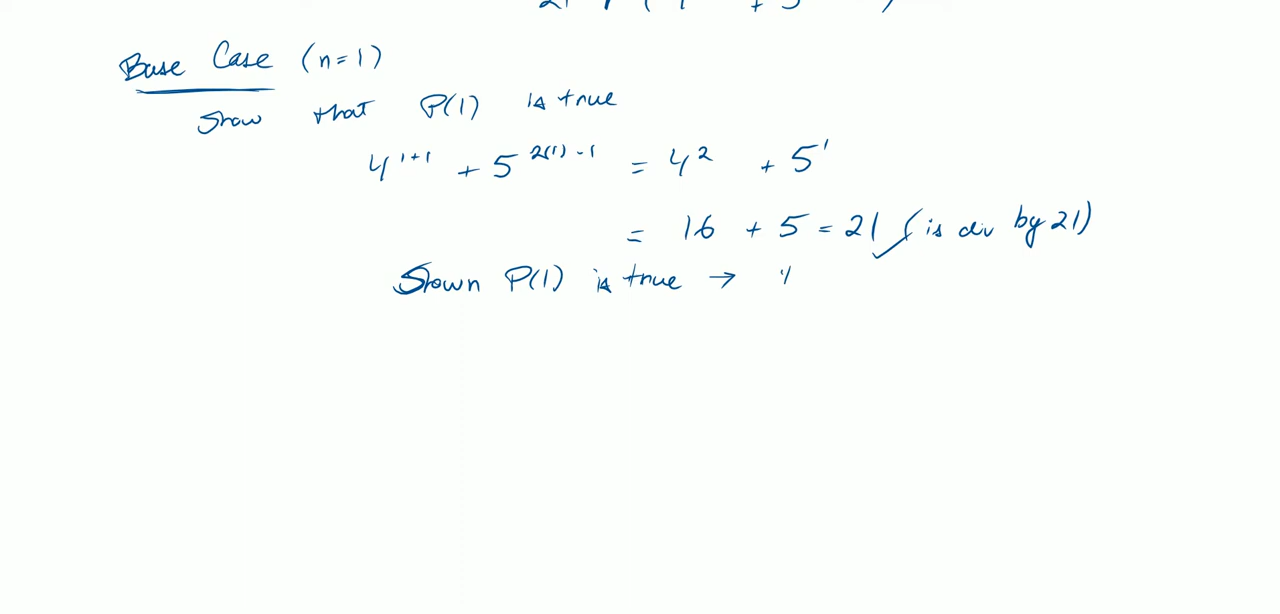 Base Case (n=1)
Show that P(1) is true
4^{1+1} + 5^{2(1)-1} = 4^2 + 5^1
= 16 + 5 = 21 ✓ (is div by 21)
Shown P(1) is true →